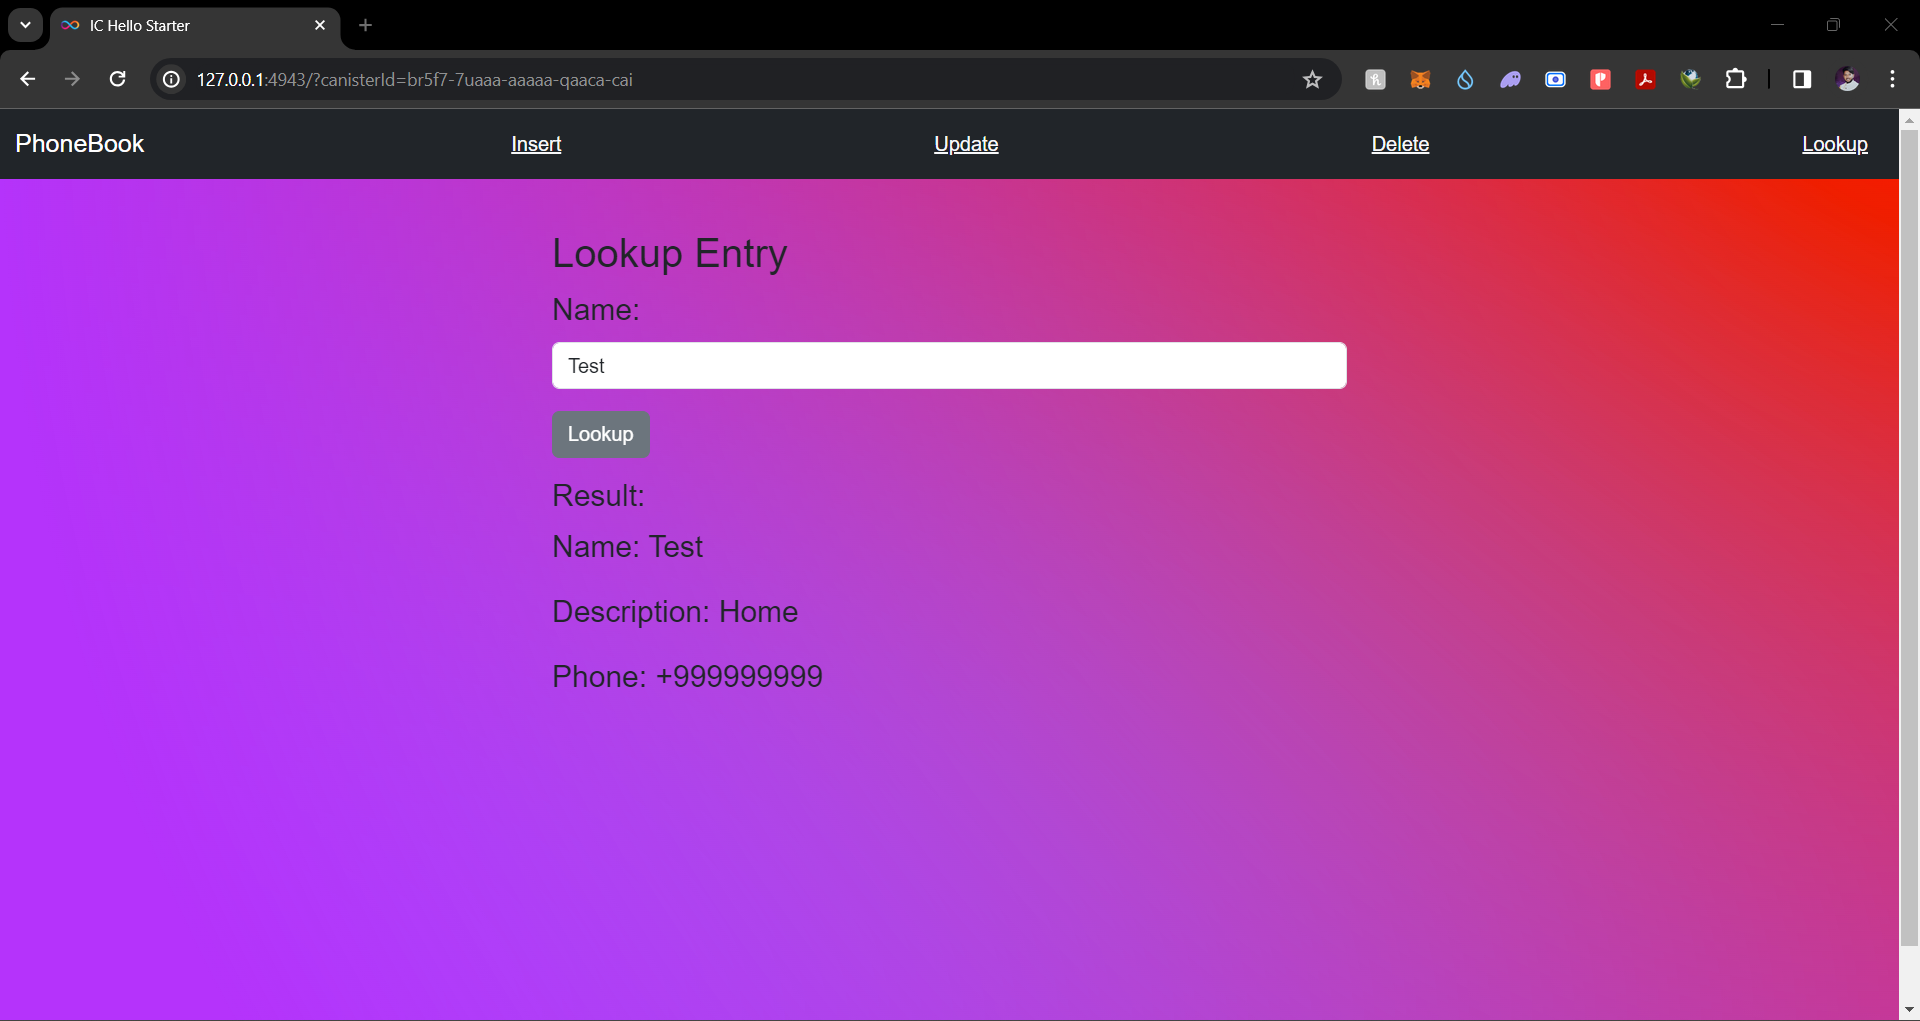 IC Hello Starter
127.0.0.1:4943/?canisterId=br5f7-7uaaa-aaaaa-qaaca-cai
PhoneBook Insert Update Delete Lookup
Lookup Entry
Name:
Test
Lookup
Result:
Name: Test
Description: Home
Phone: +999999999